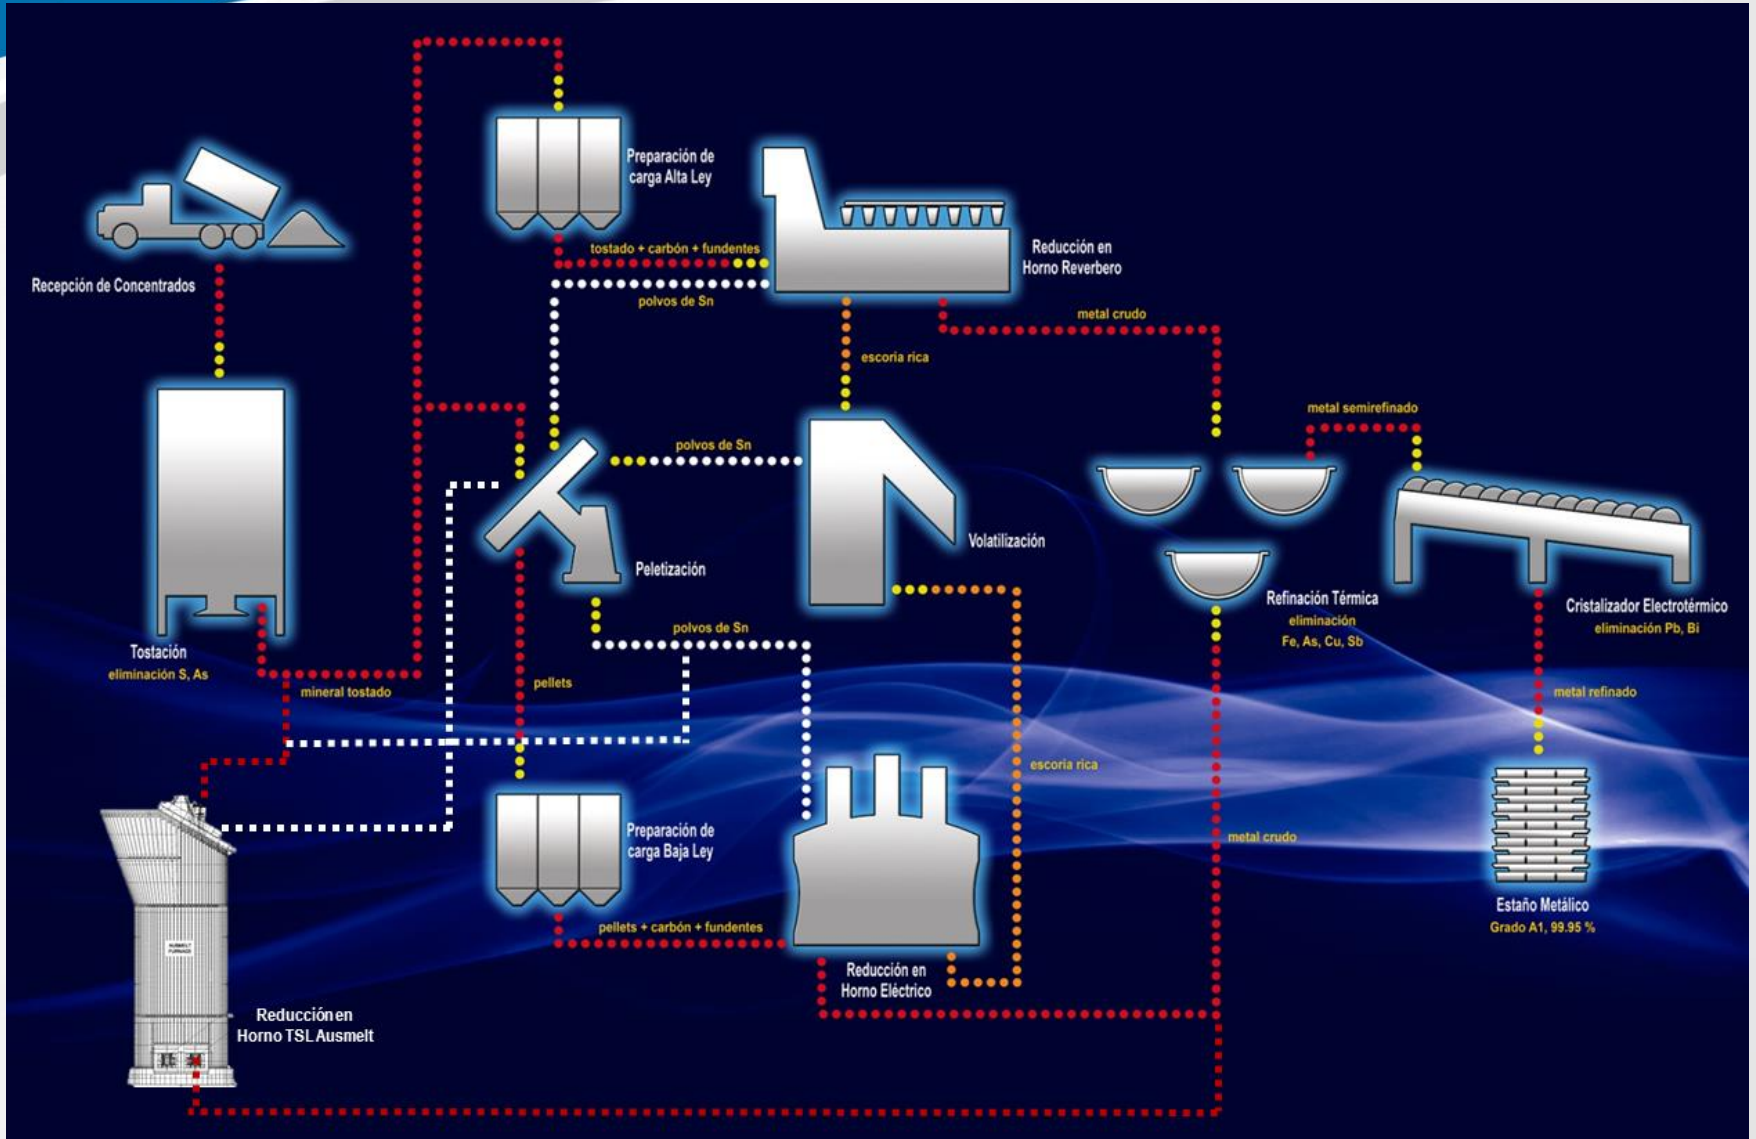 Preparación de
carga Alta Ley
Recepción de Concentrados
tostado + carbón + fundentes
polvos de Sn
Reducción en
Horno Reverbero
metal crudo
escoria rica
metal semirefinado
polvos de Sn
Peletización
Volatilización
Refinación Térmica
eliminación
Fe, As, Cu, Sb
Cristalizador Electrotérmico
eliminación Pb, Bi
Tostación
eliminación S, As
mineral tostado
polvos de Sn
pellets
metal refinado
escoria rica
Preparación de
carga Baja Ley
metal crudo
pellets + carbón + fundentes
Estaño Metálico
Grado A1, 99.95 %
AUSMELT
FURNACE
Reducción en
Horno Eléctrico
Reducción en
Horno TSL Ausmelt